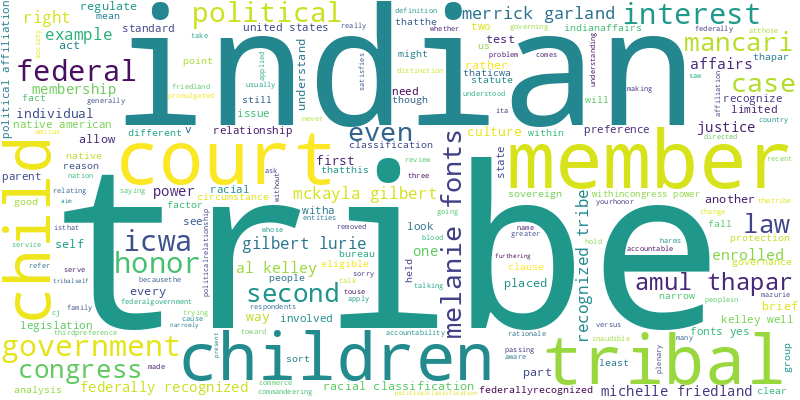 regulate
mean
political
merrick garland
interest
right
standard
thatthe
take
united states
definition
really
whether
two
governing
indianaffairs
federally
atthose
example
act
society
indian
test
us
problem
comes
mancari
political affiliation
federal
point
friedland
promulgated
usually
applied
understand
satisfies
might
rather
distinction
thaticwa
statute
understanding
making
affairs
thapar
saw
membership
fact
generally
still
need
though
understood
will
case
affiliation
recognize
limited
country
individual
native american
amicus
issue
never
even
ita
preference
different
v
relationship
classification
culture
within
justice
directed
recent
allow
court
first
thatthis
review
three
state
member
native
reason
nation
parent
saying
circumstance
racial
ask
without
child
relating
aim
power
factor
mckayla gilbert
melanie fonts
sovereign
withincongress power
another
thetribe
good
isthat
politicalrelationship
see
witha
entities
removed
going
name
greater
yourhonor
change
fall
protection
service
self
icwa
whose
gilbert lurie
look
blood
held
talking
clause
hold
accountable
law
refer
serve
tribalself
honor
because the
bureau
al kelley
eligible
one
furthering
recognized tribe
harms
enrolled
governance
every
people
sorry
talk
placed
amul thapar
family
federalgovernment
second
touse
apply
tribe
narrow
peoplein
mazurie
legislation
cj
trying
cause
narrowly
respondents
way
involved
accountability
rationale
versus
kelley well
brief
government
thirdpreference
toward
present
children
njc
inaudible
fonts yes
many
congress
made
sort
passing
aware
part
least
tribal
plenary
group
analysis
federally recognized
commerce
commandeering
racial classification
politicalclassification
federallyrecognized
michelle friedland
clear